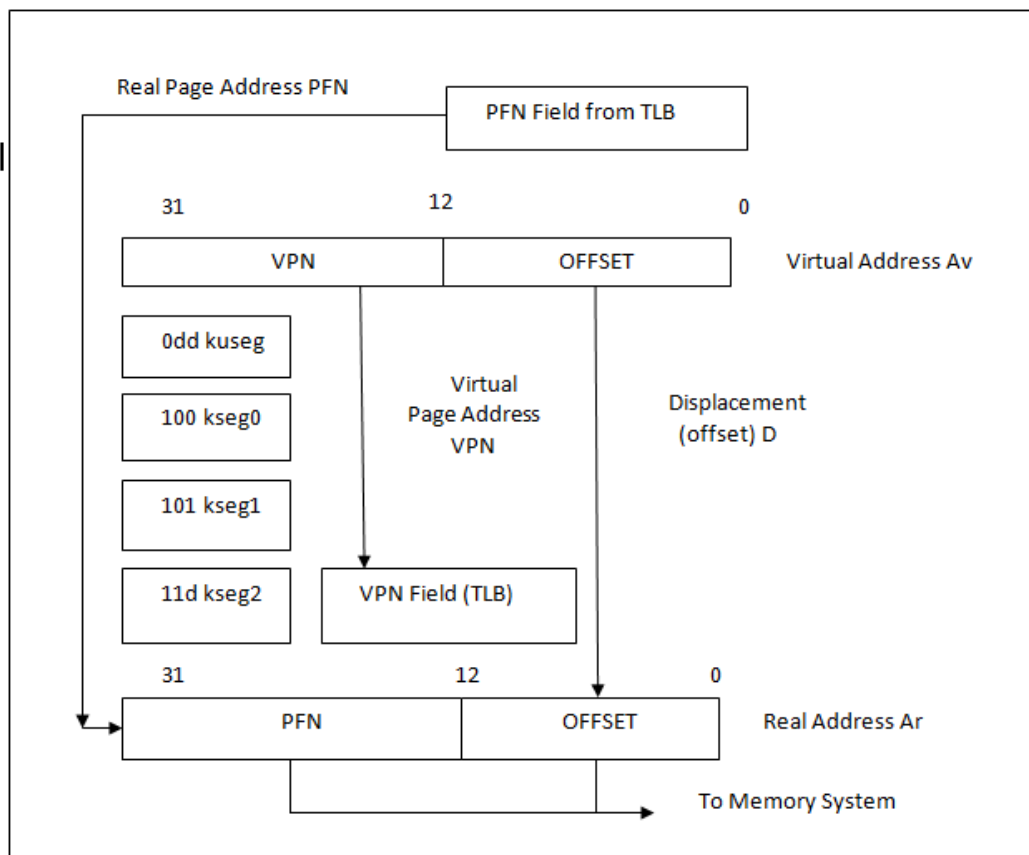 Real Page Address PFN
PFN Field from TLB
31 12 0
VPN OFFSET Virtual Address Av
0dd kuseg
100 kseg0
101 kseg1
11d kseg2
Virtual
Page Address
VPN
Displacement
(offset) D
VPN Field (TLB)
31 12 0
PFN OFFSET Real Address Ar
To Memory System